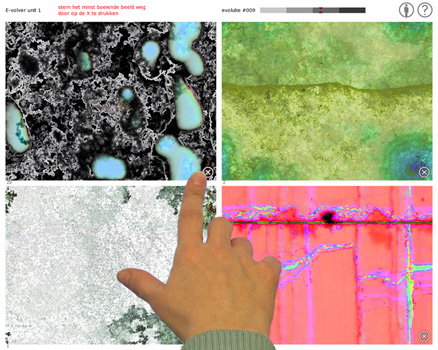 E-volver unit 1
stem het minst boeiende beeld weg
door op de X te drukken
evolutie #009
?